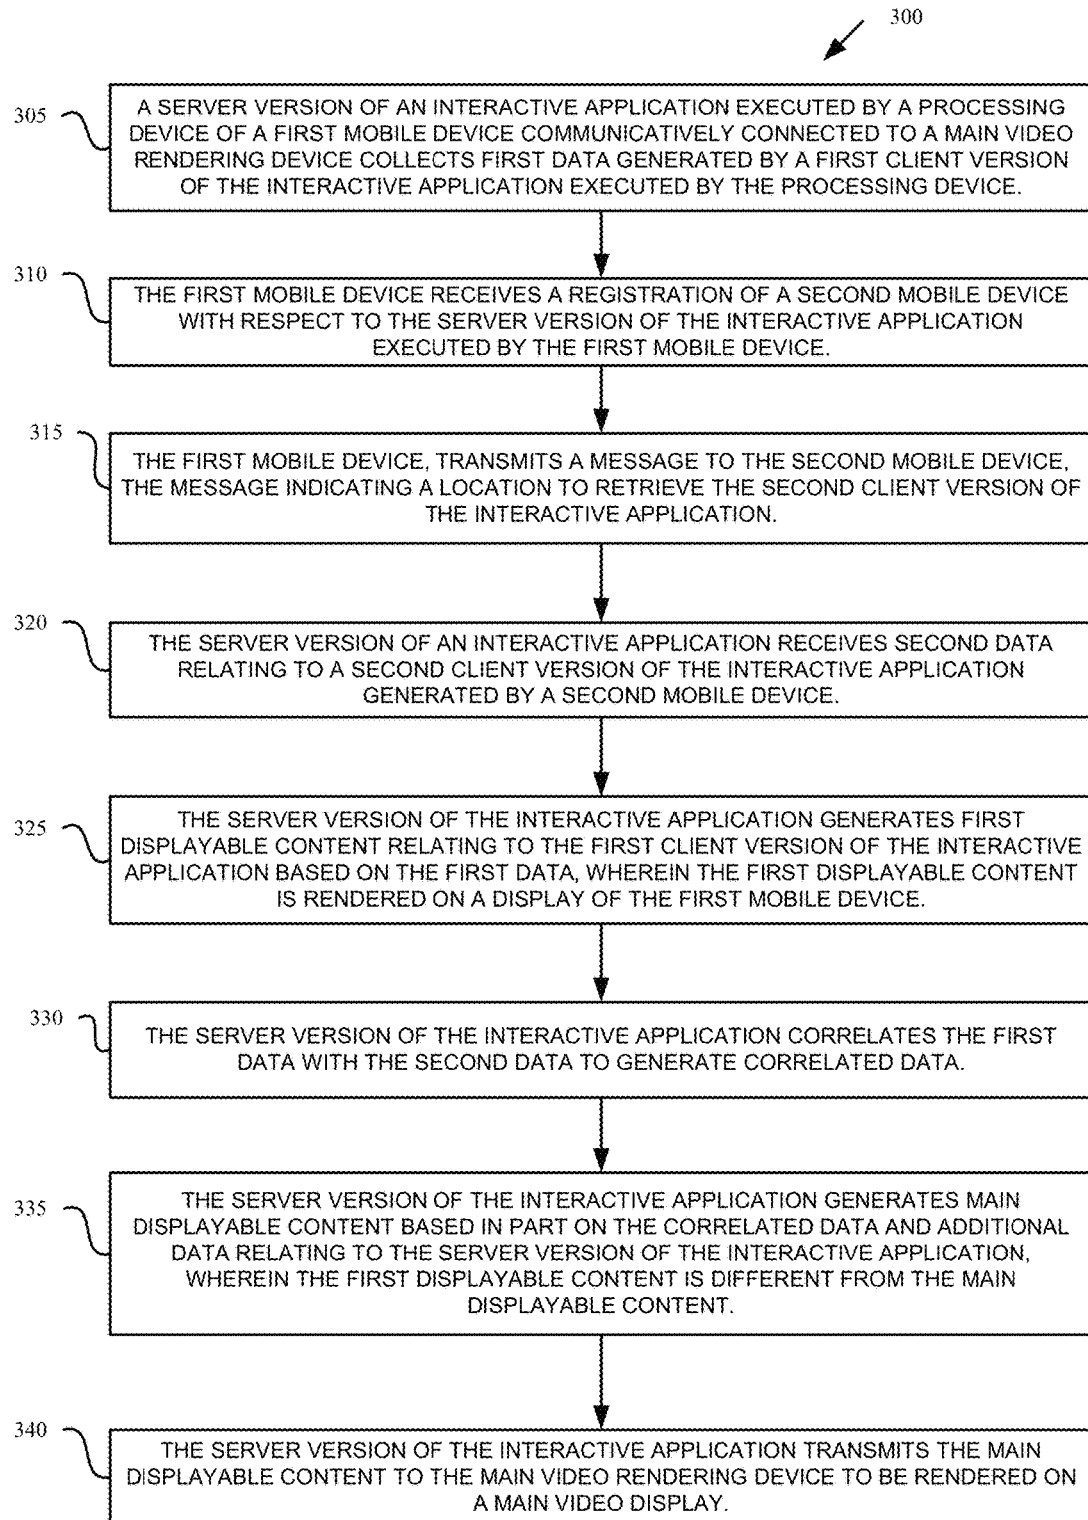 300
305
A SERVER VERSION OF AN INTERACTIVE APPLICATION EXECUTED BY A PROCESSING
DEVICE OF A FIRST MOBILE DEVICE COMMUNICATIVELY CONNECTED TO A MAIN VIDEO
RENDERING DEVICE COLLECTS FIRST DATA GENERATED BY A FIRST CLIENT VERSION
OF THE INTERACTIVE APPLICATION EXECUTED BY THE PROCESSING DEVICE.
310
THE FIRST MOBILE DEVICE RECEIVES A REGISTRATION OF A SECOND MOBILE DEVICE
WITH RESPECT TO THE SERVER VERSION OF THE INTERACTIVE APPLICATION
EXECUTED BY THE FIRST MOBILE DEVICE.
315
THE FIRST MOBILE DEVICE, TRANSMITS A MESSAGE TO THE SECOND MOBILE DEVICE,
THE MESSAGE INDICATING A LOCATION TO RETRIEVE THE SECOND CLIENT VERSION OF
THE INTERACTIVE APPLICATION.
320
THE SERVER VERSION OF AN INTERACTIVE APPLICATION RECEIVES SECOND DATA
RELATING TO A SECOND CLIENT VERSION OF THE INTERACTIVE APPLICATION
GENERATED BY A SECOND MOBILE DEVICE.
325
THE SERVER VERSION OF THE INTERACTIVE APPLICATION GENERATES FIRST
DISPLAYABLE CONTENT RELATING TO THE FIRST CLIENT VERSION OF THE INTERACTIVE
APPLICATION BASED ON THE FIRST DATA, WHEREIN THE FIRST DISPLAYABLE CONTENT
IS RENDERED ON A DISPLAY OF THE FIRST MOBILE DEVICE.
330
THE SERVER VERSION OF THE INTERACTIVE APPLICATION CORRELATES THE FIRST
DATA WITH THE SECOND DATA TO GENERATE CORRELATED DATA.
335
THE SERVER VERSION OF THE INTERACTIVE APPLICATION GENERATES MAIN
DISPLAYABLE CONTENT BASED IN PART ON THE CORRELATED DATA AND ADDITIONAL
DATA RELATING TO THE SERVER VERSION OF THE INTERACTIVE APPLICATION,
WHEREIN THE FIRST DISPLAYABLE CONTENT IS DIFFERENT FROM THE MAIN
DISPLAYABLE CONTENT.
340
THE SERVER VERSION OF THE INTERACTIVE APPLICATION TRANSMITS THE MAIN
DISPLAYABLE CONTENT TO THE MAIN VIDEO RENDERING DEVICE TO BE RENDERED ON
A MAIN VIDEO DISPLAY.